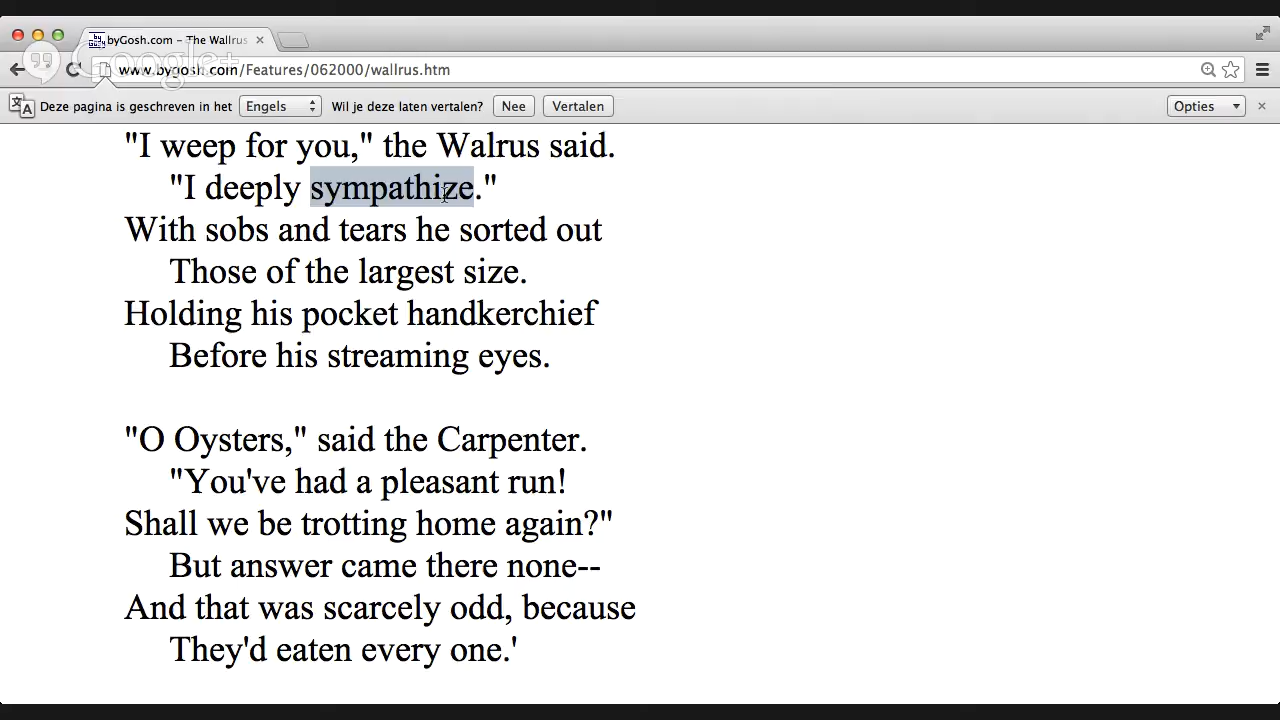 byGosh.com – The Wallrus
Google+
www.bygosh.com/Features/062000/wallrus.htm
Deze pagina is geschreven in het Engels Wil je deze laten vertalen? Nee Vertalen Opties
"I weep for you," the Walrus said.
"I deeply sympathize."
With sobs and tears he sorted out
Those of the largest size.
Holding his pocket handkerchief
Before his streaming eyes.
"O Oysters," said the Carpenter.
"You've had a pleasant run!
Shall we be trotting home again?"
But answer came there none--
And that was scarcely odd, because
They'd eaten every one.'